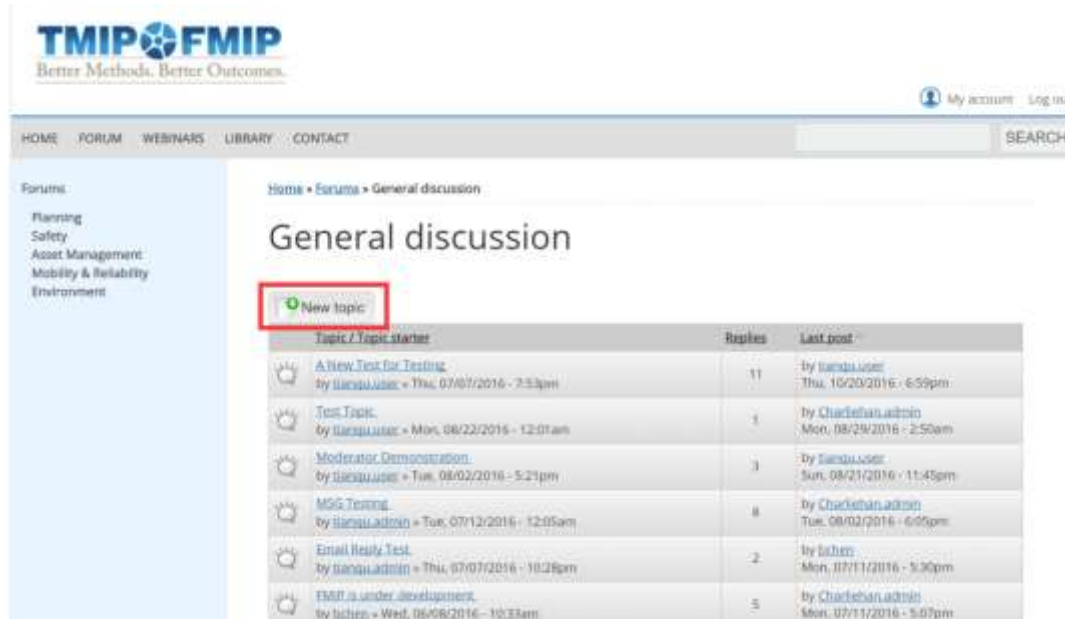 TMIP FMIP
Better Methods. Better Outcomes.
My account Log ou
HOME FORUM WEBINARS LIBRARY CONTACT
SEARCH
Forums
Planning
Safety
Asset Management
Mobility & Reliability
Environment
Home » Forums » General discussion
General discussion
New topic
Topic / Topic starter Replies Last post
A New Test for Testing 11 by tianqu.user
by tianqu.user » Thu, 07/07/2016 - 7:53pm Thu, 10/20/2016 - 6:59pm
Test Topic 1 by Charliehan.admin
by tianqu.user » Mon, 08/22/2016 - 12:01am Mon, 08/29/2016 - 2:50am
Moderator Demonstration 3 by tianqu.user
by tianqu.user » Tue, 08/02/2016 - 5:21pm Sun, 08/21/2016 - 11:45pm
MSG Testing 8 by Charliehan.admin
by tianqu.admin » Tue, 07/12/2016 - 12:05am Tue, 08/02/2016 - 6:05pm
Email Reply Test 2 by bchen
by tianqu.admin » Thu, 07/07/2016 - 10:28pm Mon, 07/11/2016 - 5:30pm
FMIP is under development 5 by Charliehan.admin
by bchen » Wed, 06/08/2016 - 10:33am Mon, 07/11/2016 - 5:07pm